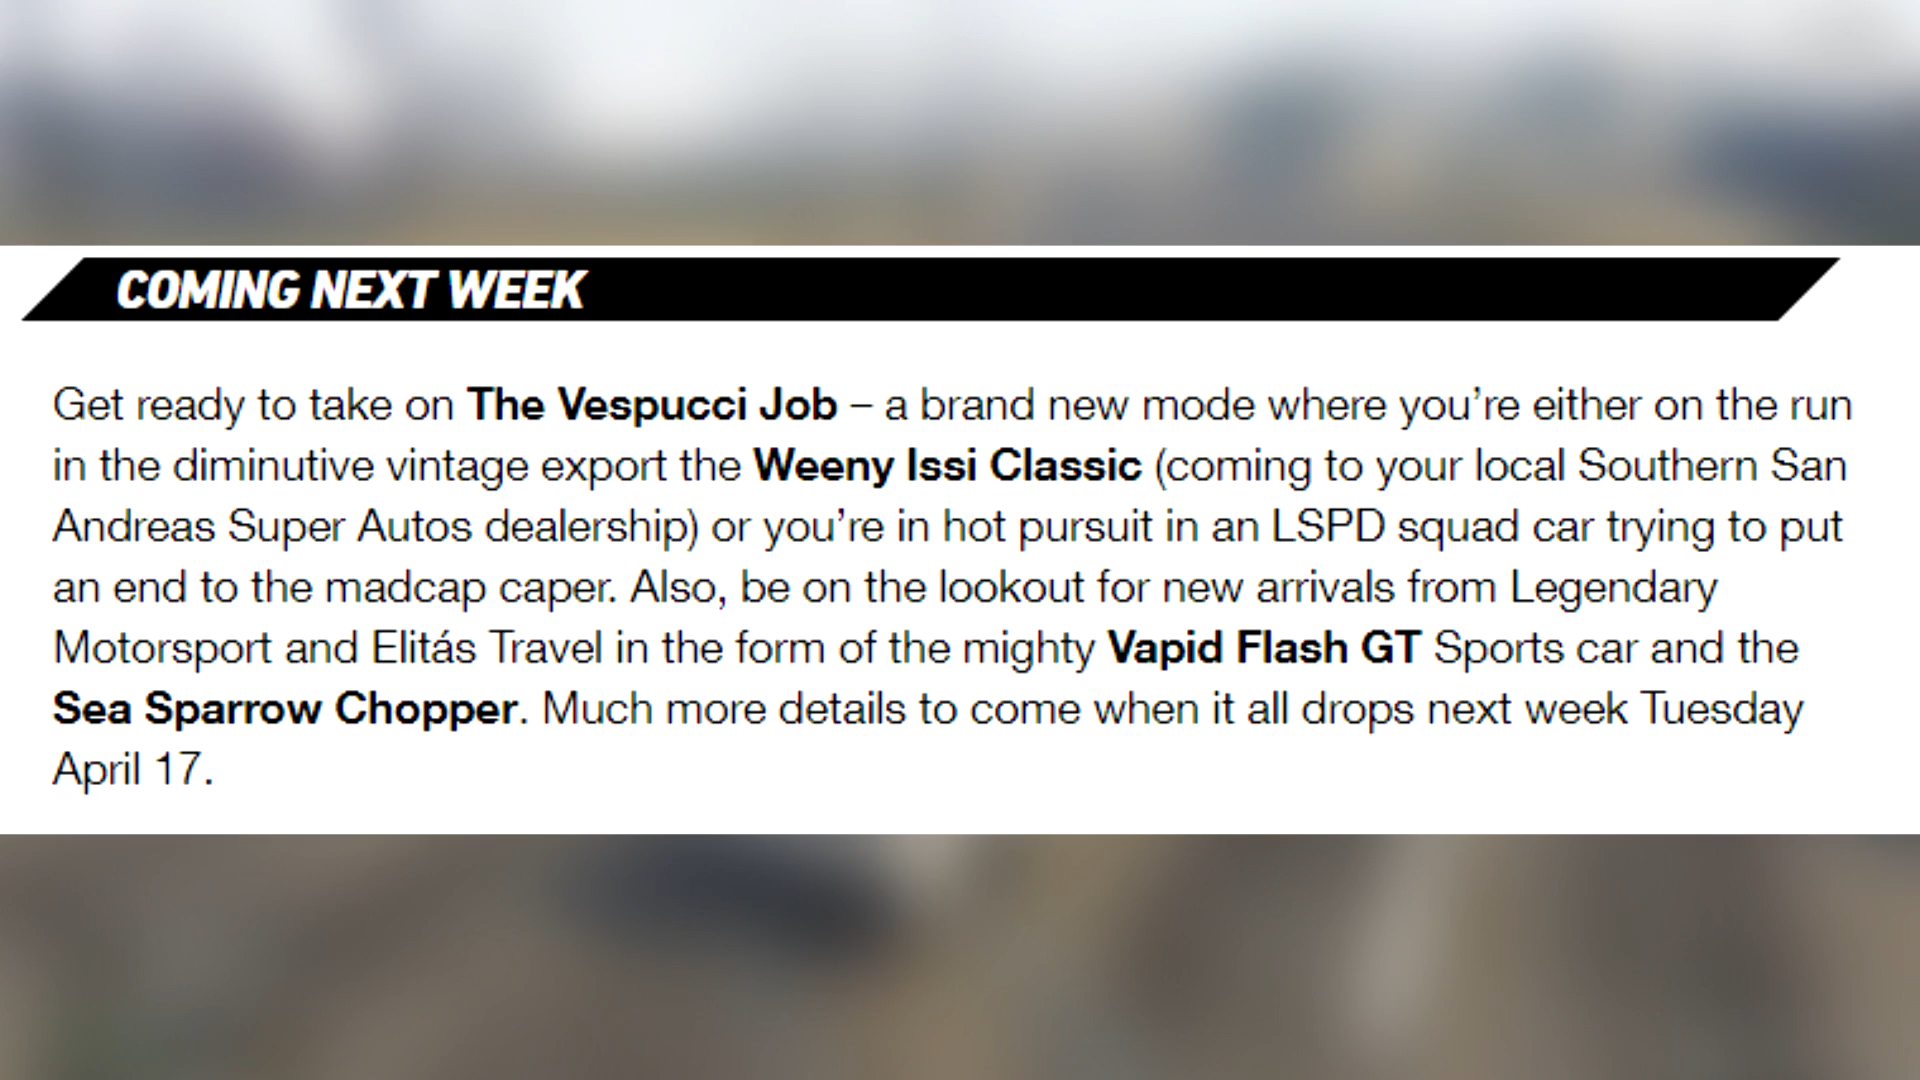 COMING NEXT WEEK
Get ready to take on The Vespucci Job – a brand new mode where you’re either on the run
in the diminutive vintage export the Weeny Issi Classic (coming to your local Southern San
Andreas Super Autos dealership) or you’re in hot pursuit in an LSPD squad car trying to put
an end to the madcap caper. Also, be on the lookout for new arrivals from Legendary
Motorsport and Elitás Travel in the form of the mighty Vapid Flash GT Sports car and the
Sea Sparrow Chopper. Much more details to come when it all drops next week Tuesday
April 17.